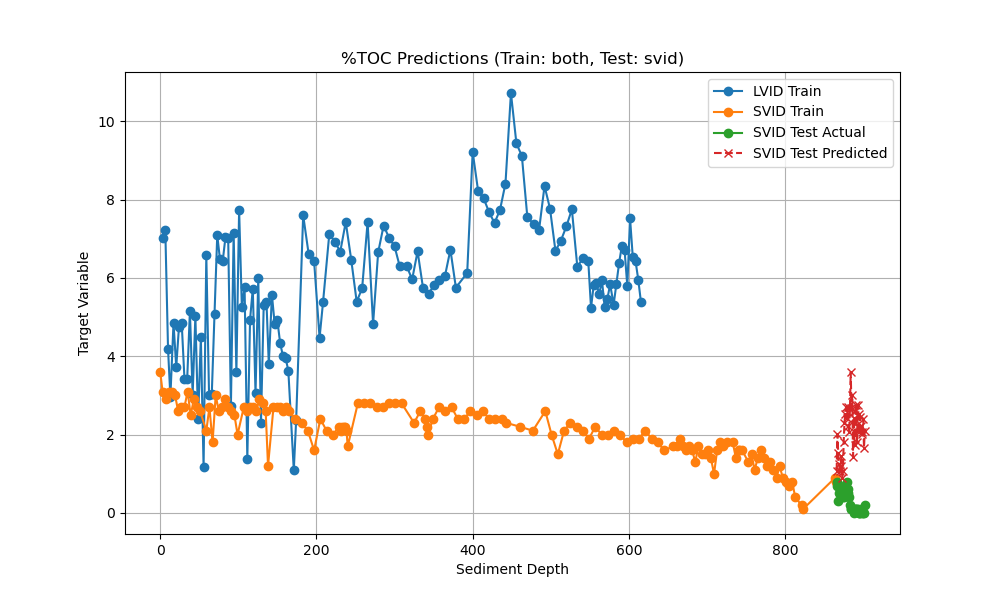 %TOC Predictions (Train: both, Test: svid)
LVID Train
SVID Train
SVID Test Actual
SVID Test Predicted
Target Variable
10
8
6
4
2
0
0 200 400 600 800
Sediment Depth